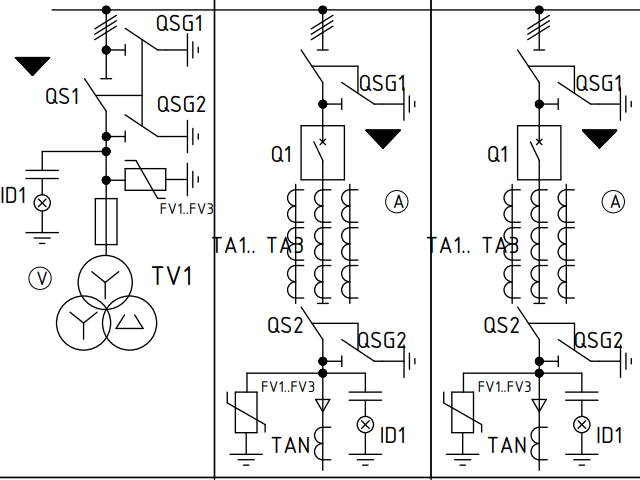 QSG1
QS1
QSG2
ID1
FV1..FV3
V
TV1
QSG1
Q1
A
TA1.. TA3
QS2
QSG2
FV1..FV3
ID1
TAN
QSG1
Q1
A
TA1.. TA3
QS2
QSG2
FV1..FV3
ID1
TAN